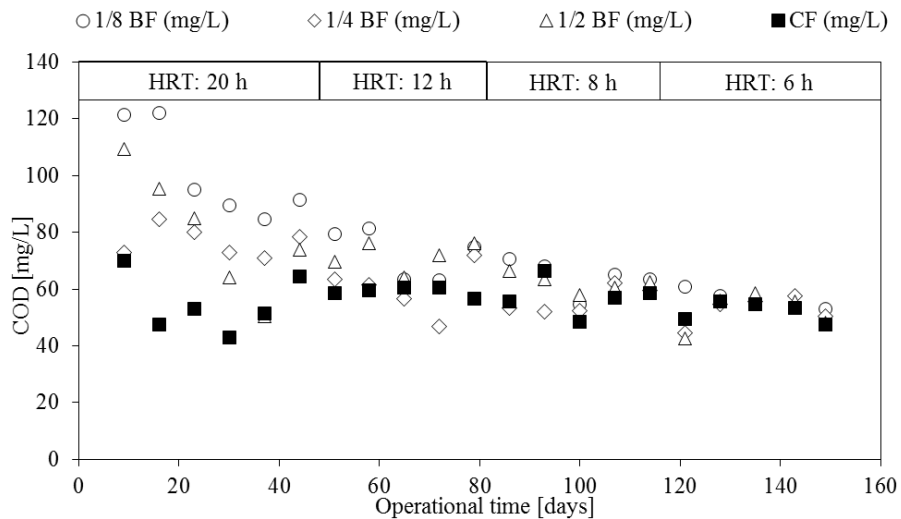 1/8 BF (mg/L) 1/4 BF (mg/L) 1/2 BF (mg/L) CF (mg/L)
140
HRT: 20 h HRT: 12 h HRT: 8 h HRT: 6 h
120
100
80
60
40
20
0
COD [mg/L]
0 20 40 60 80 100 120 140 160
Operational time [days]